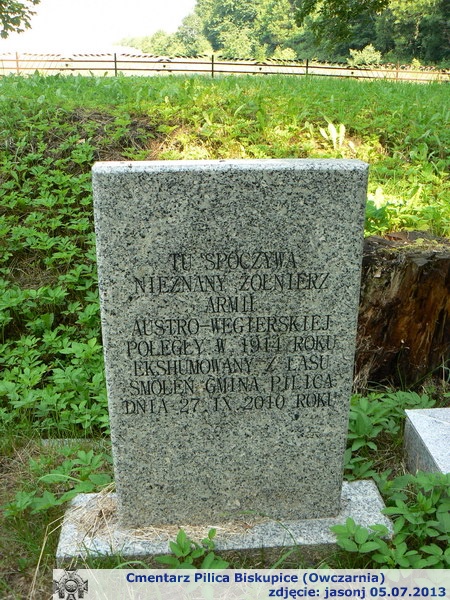 TU SPOCZYWA
NIEZNANY ŻOŁNIERZ
ARMII
AUSTRO-WĘGIERSKIEJ
POLEGŁY W 1914 ROKU
EKSHUMOWANY Z LASU
SMOLEŃ GMINA PILICA
DNIA 27.IX.2010 ROKU
Cmentarz Pilica Biskupice (Owczarnia)
zdjęcie: jasonj 05.07.2013